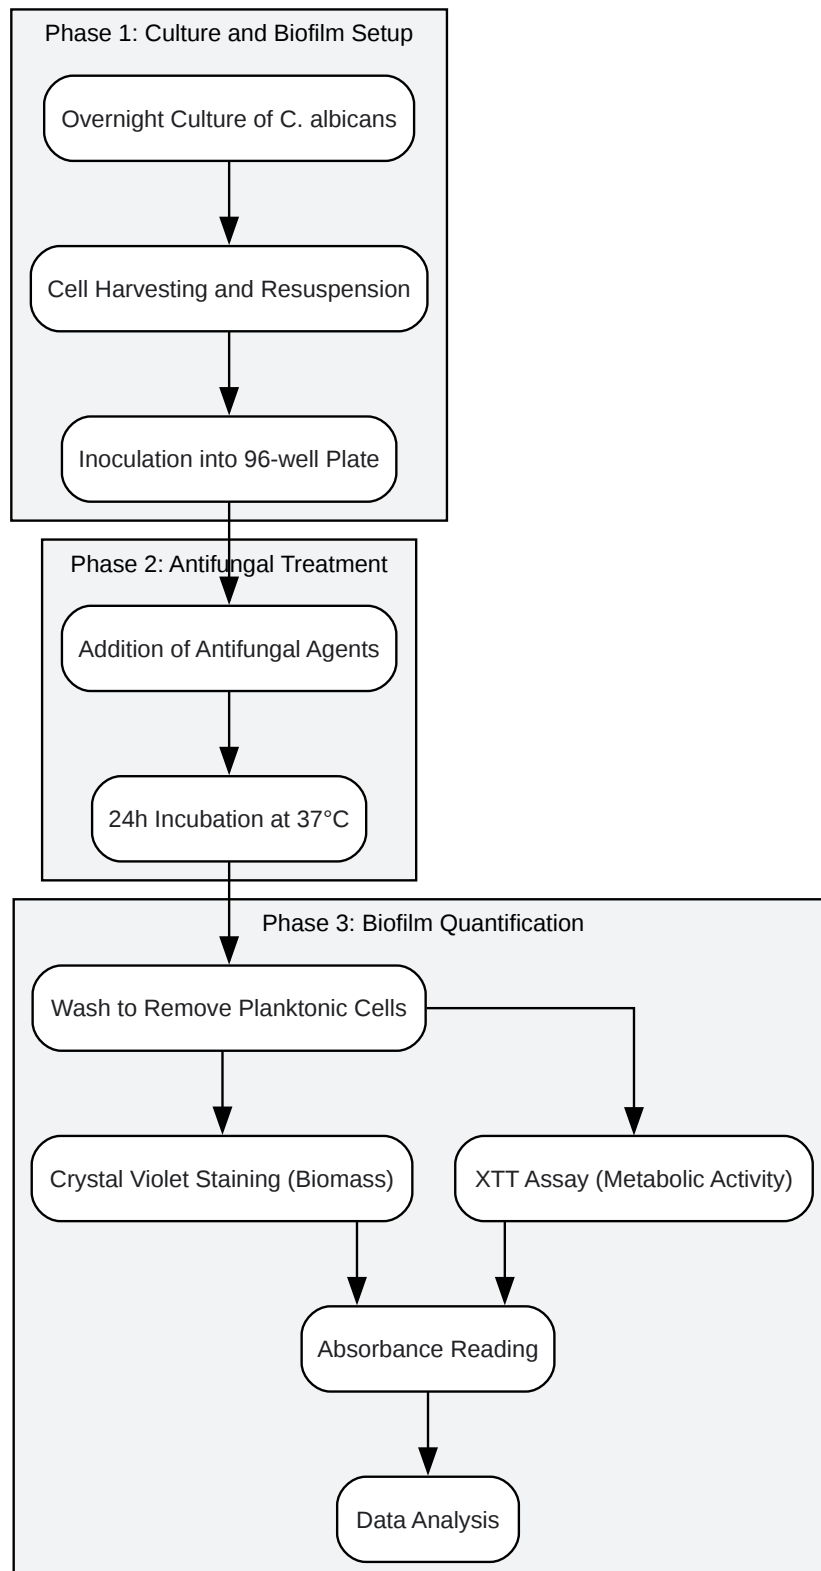 Phase 1: Culture and Biofilm Setup
Overnight Culture of C. albicans
Cell Harvesting and Resuspension
Inoculation into 96-well Plate
Phase 2: Antifungal Treatment
Addition of Antifungal Agents
24h Incubation at 37°C
Phase 3: Biofilm Quantification
Wash to Remove Planktonic Cells
Crystal Violet Staining (Biomass)
XTT Assay (Metabolic Activity)
Absorbance Reading
Data Analysis